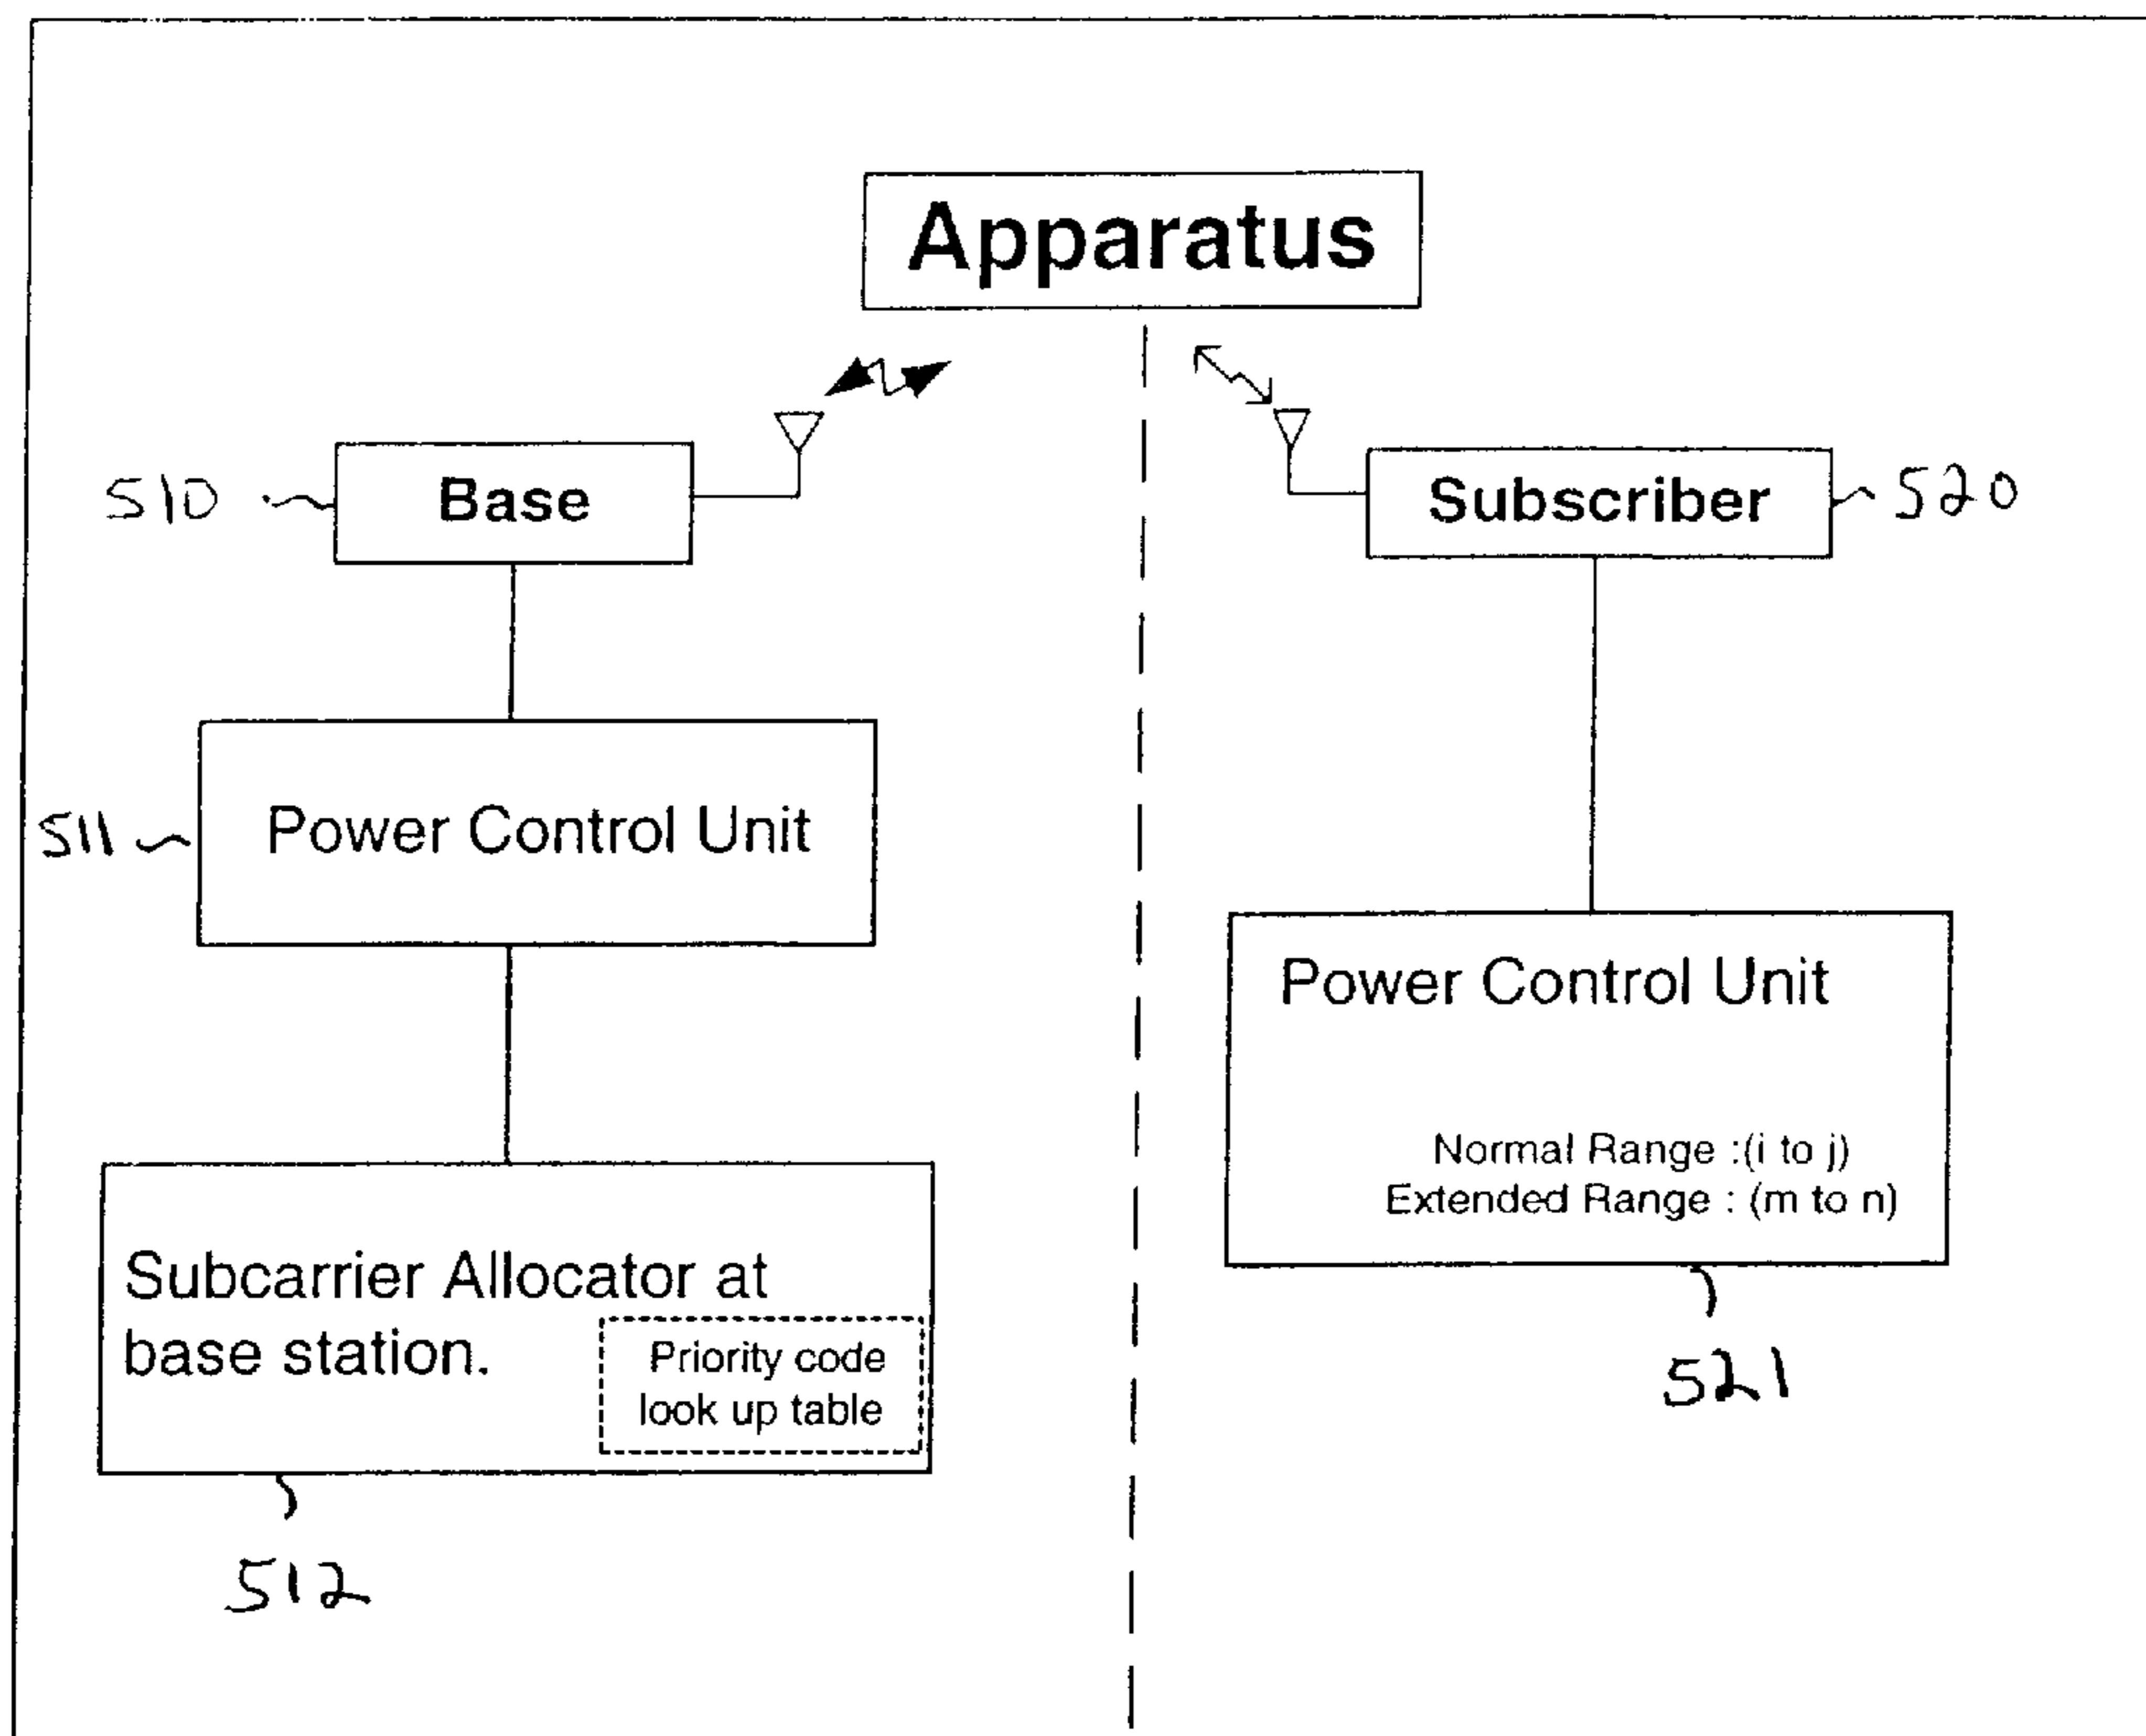 Apparatus
510
Base
Subscriber
520
511
Power Control Unit
Power Control Unit
Normal Range :(i to j)
Extended Range : (m to n)
Subcarrier Allocator at
base station.
Priority code
look up table
521
512